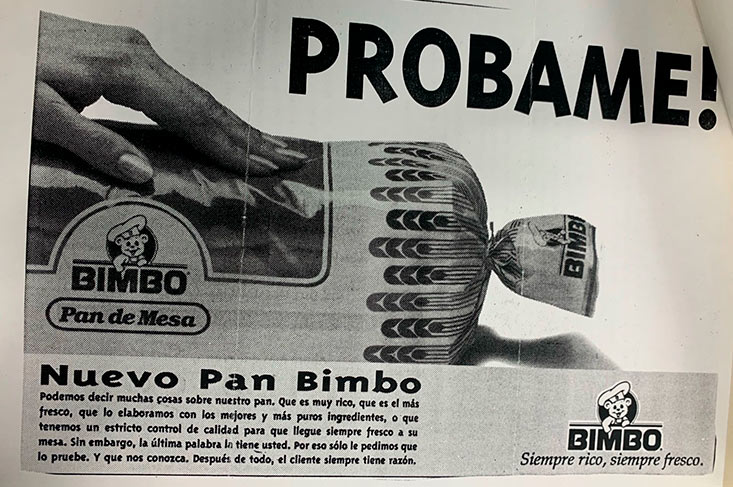 PROBAME!
BIMBO
BIMBO
Pan de Mesa
Nuevo Pan Bimbo
Podemos decir muchas cosas sobre nuestro pan. Que es muy rico, que es el más
fresco, que lo elaboramos con los mejores y más puros ingredientes, o que
tenemos un estricto control de calidad para que llegue siempre fresco a su
mesa. Sin embargo, la última palabra la tiene usted. Por eso sólo le pedimos que
lo pruebe. Y que nos conozca. Después de todo, el cliente siempre tiene razón.
BIMBO
Siempre rico, siempre fresco.